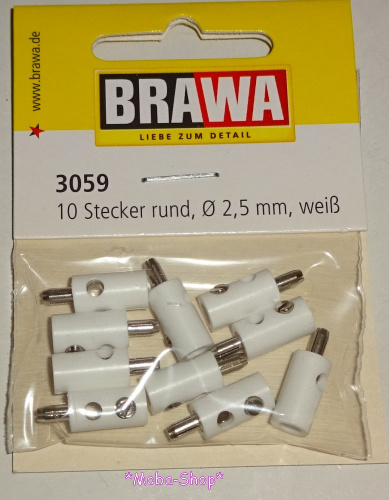 www.brawa.de
BRAWA
LIEBE ZUM DETAIL
3059
10 Stecker rund, Ø 2,5 mm, weiß
*Moba-Shop*